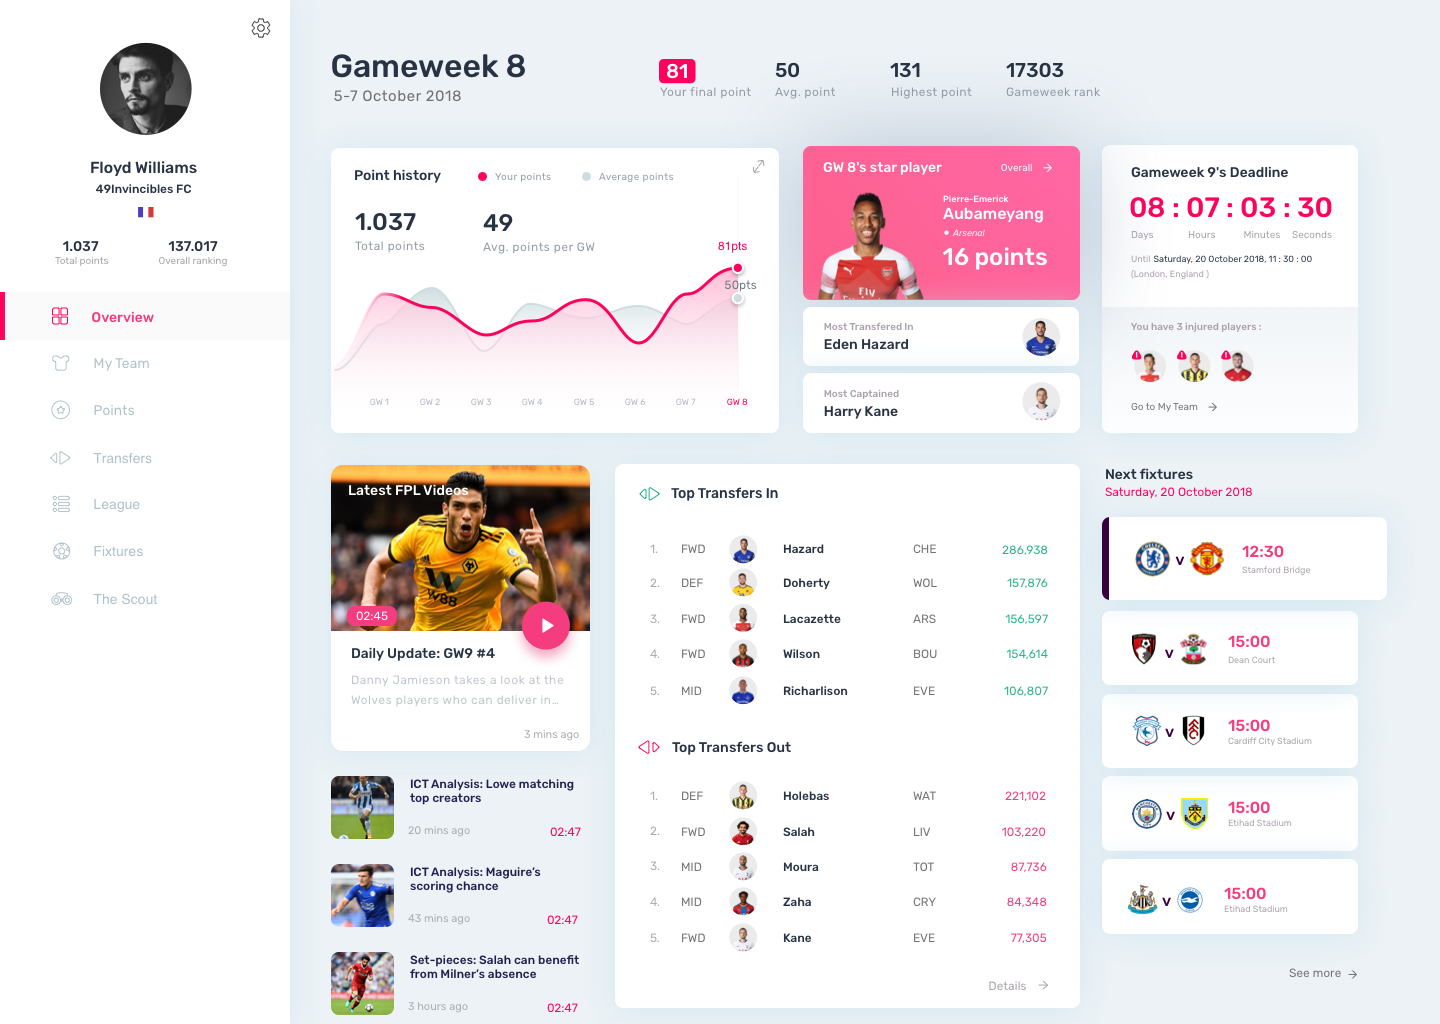 Floyd Williams
49Invincibles FC
1.037
137.017
Total points
Overall ranking
Overview
My Team
Points
Transfers
League
Fixtures
The Scout
Gameweek 8
5-7 October 2018
81
Your final point
50
Avg. point
131
Highest point
17303
Gameweek rank
Point history
Your points
Average points
1.037
Total points
49
Avg. points per GW
81pts
50pts
GW 1
GW 2
GW 3
GW 4
GW 5
GW 6
GW 7
GW 8
GW 8's star player
Overall
Pierre-Emerick
Aubameyang
Arsenal
16 points
Fly
Most Transfered In
Eden Hazard
Most Captained
Harry Kane
Gameweek 9's Deadline
08 : 07 : 03 : 30
Days
Hours
Minutes
Seconds
Until Saturday, 20 October 2018, 11 : 30 : 00
(London, England )
You have 3 injured players :
Go to My Team
Latest FPL Videos
W88
02:45
Daily Update: GW9 #4
Danny Jamieson takes a look at the
Wolves players who can deliver in...
3 mins ago
ICT Analysis: Lowe matching
top creators
20 mins ago
02:47
ICT Analysis: Maguire's
scoring chance
43 mins ago
02:47
Set-pieces: Salah can benefit
from Milner's absence
3 hours ago
02:47
Top Transfers In
1. FWD Hazard CHE 286,938
2. DEF Doherty WOL 157,876
3. FWD Lacazette ARS 156,597
4. FWD Wilson BOU 154,614
5. MID Richarlison EVE 106,807
Top Transfers Out
1. DEF Holebas WAT 221,102
2. FWD Salah LIV 103,220
3. MID Moura TOT 87,736
4. MID Zaha CRY 84,348
5. FWD Kane EVE 77,305
Details
Next fixtures
Saturday, 20 October 2018
V
12:30
Stamford Bridge
V
15:00
Dean Court
V
15:00
Cardiff City Stadium
V
15:00
Etihad Stadium
V
15:00
Etihad Stadium
See more